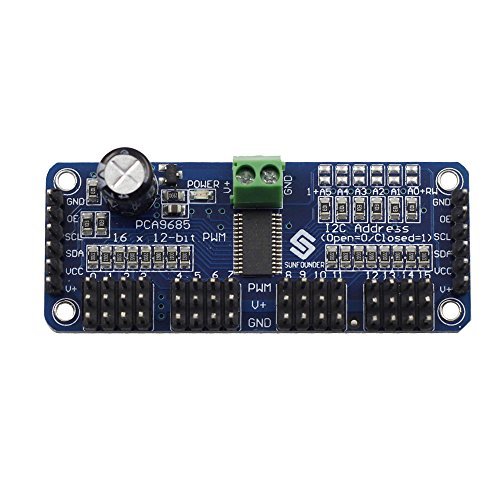 POWER
V+
GND
1+A5 A4 A3 A2 A1 A0+RW
I2C Address
(Open=0/Closed=1)
SUNFOUNDER
PCA9685
16 x 12-bit PWM
GND
OE
SCL
SDA
VCC
V+
0 1 2 3
4 5 6 7
PWM
V+
GND
8 9 10 11
12 13 14 15
GND
OE
SCL
SDA
VCC
V+